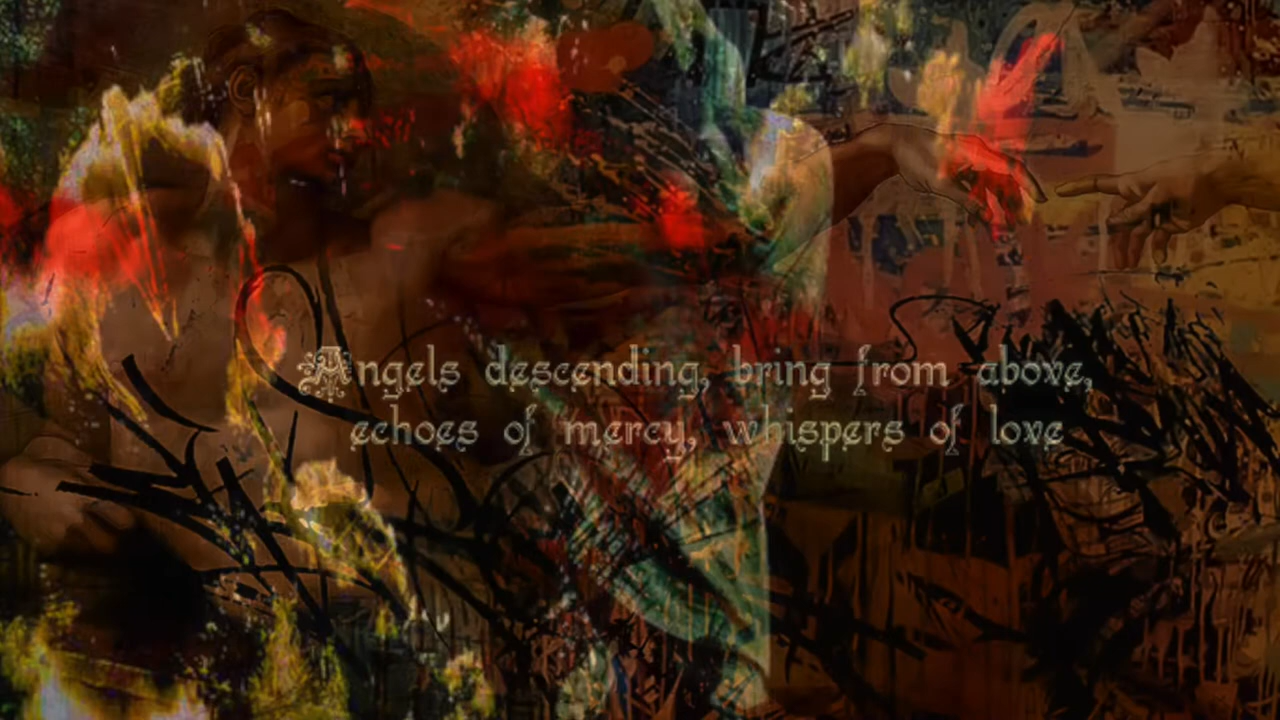 Angels descending, bring from above,
echoes of mercy, whispers of love